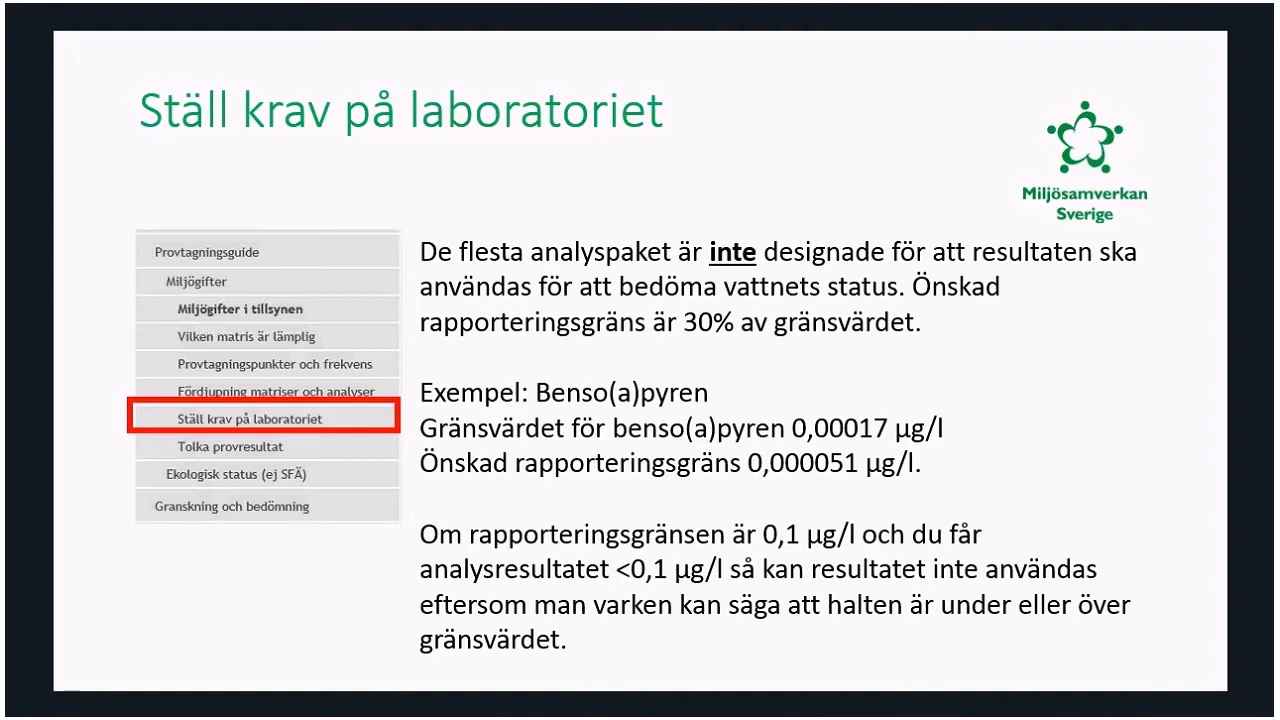 Ställ krav på laboratoriet
Miljösamverkan
Sverige
Provtagningsguide
Miljögifter
Miljögifter i tillsynen
Vilken matris är lämplig
Provtagningspunkter och frekvens
Fördjupning matriser och analyser
Ställ krav på laboratoriet
Tolka provresultat
Ekologisk status (ej SFÄ)
Granskning och bedömning
De flesta analyspaket är inte designade för att resultaten ska
användas för att bedöma vattnets status. Önskad
rapporteringsgräns är 30% av gränsvärdet.
Exempel: Benso(a)pyren
Gränsvärdet för benso(a)pyren 0,00017 µg/l
Önskad rapporteringsgräns 0,000051 µg/l.
Om rapporteringsgränsen är 0,1 µg/l och du får
analysresultatet <0,1 µg/l så kan resultatet inte användas
eftersom man varken kan säga att halten är under eller över
gränsvärdet.